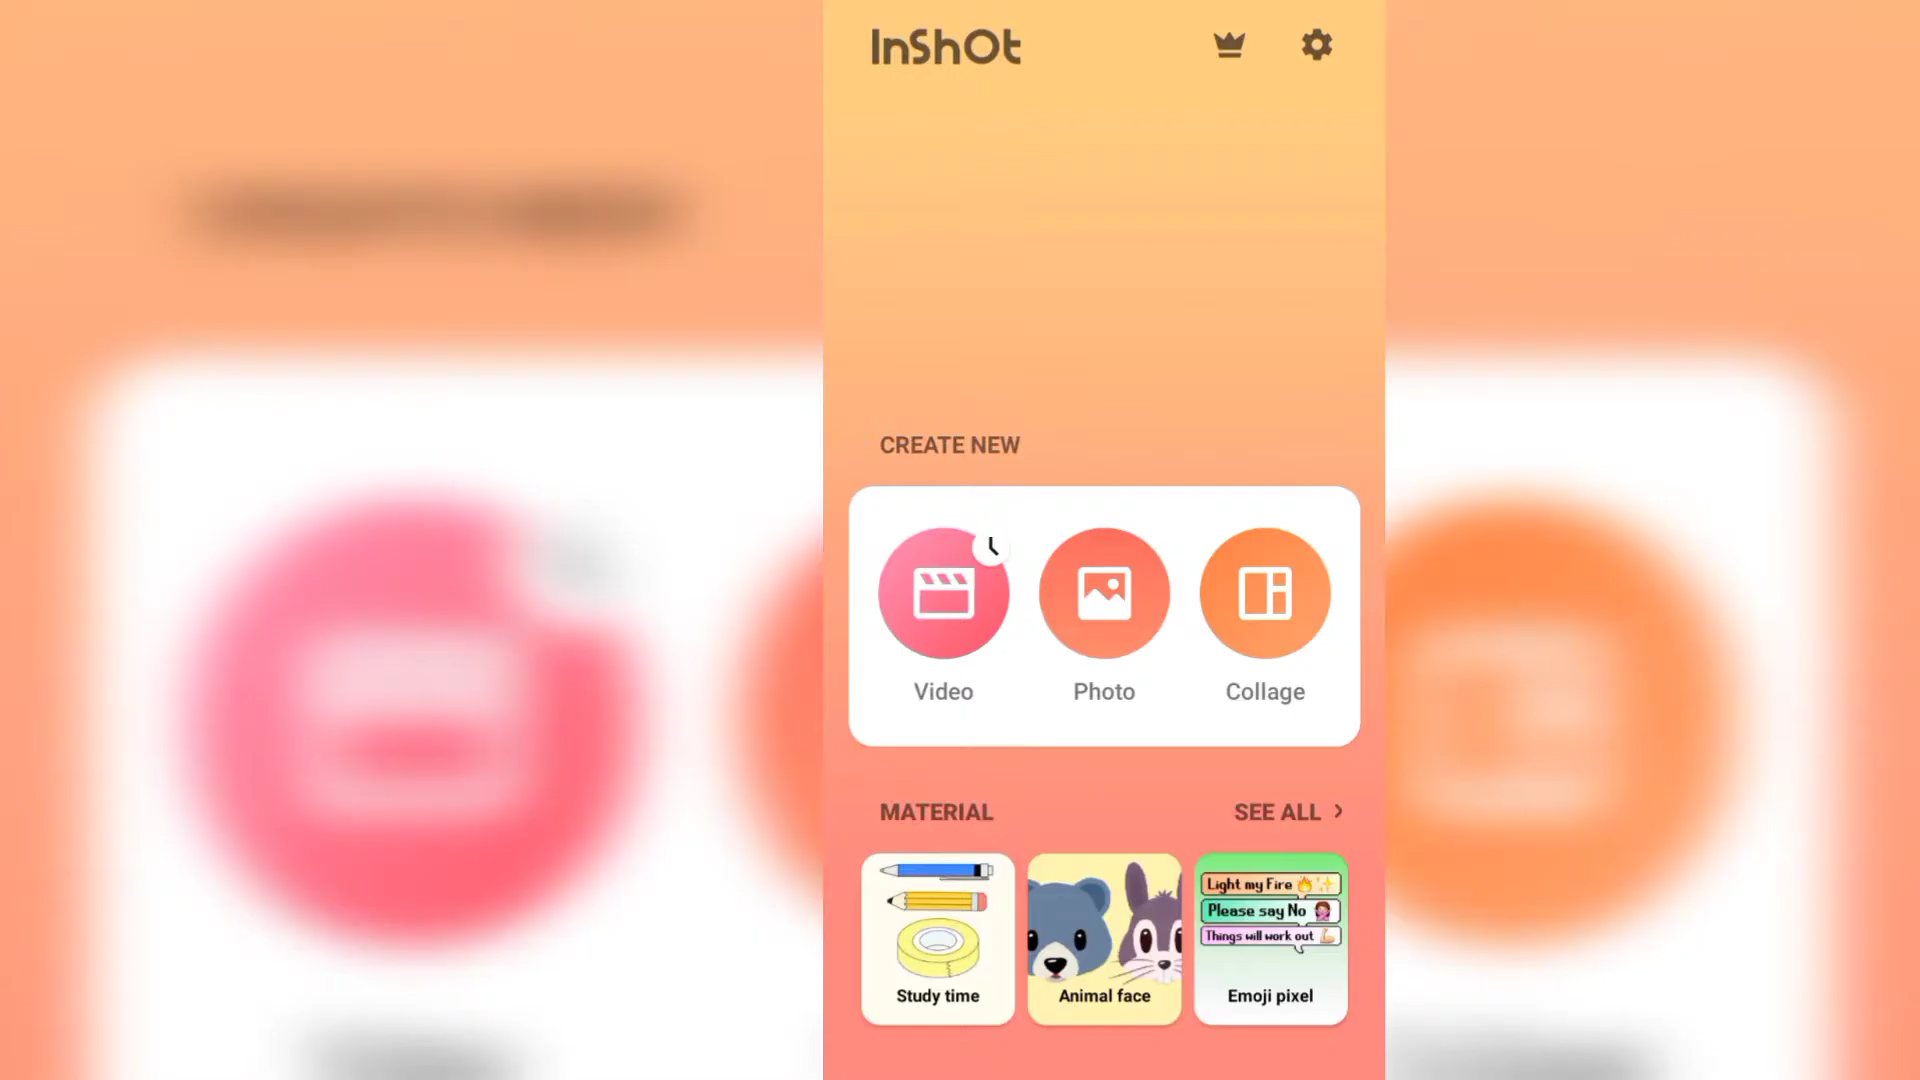 InShOt
CREATE NEW
Video
Photo
Collage
MATERIAL
SEE ALL >
Study time
Light my Fire 🔥✨
Please say No 🙅
Things will work out 💪🏻
Animal face
Emoji pixel